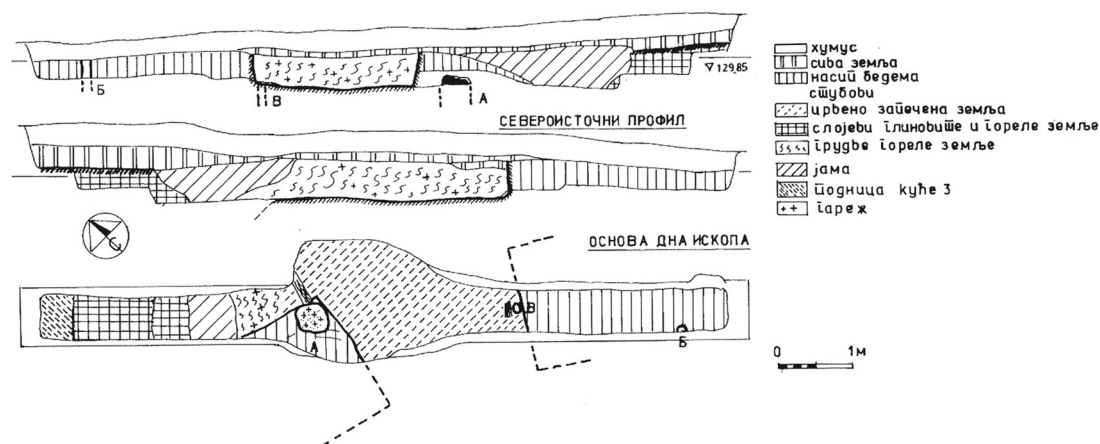 ▽ 129,85
Б
В
А
СЕВЕРОИСТОЧНИ ПРОФИЛ
хумус
сива земља
насип бедема
стубови
црвено запечена земља
слојеви глиновите и гореле земље
грудве гореле земље
јама
подница куће 3
гареж
С
ОСНОВА ДНА ИСКОПА
В
А
Б
0 1м